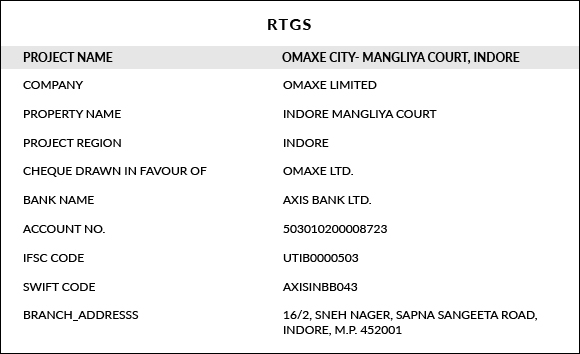 RTGS
PROJECT NAME OMAXE CITY- MANGLIYA COURT, INDORE
COMPANY OMAXE LIMITED
PROPERTY NAME INDORE MANGLIYA COURT
PROJECT REGION INDORE
CHEQUE DRAWN IN FAVOUR OF OMAXE LTD.
BANK NAME AXIS BANK LTD.
ACCOUNT NO. 503010200008723
IFSC CODE UTIB0000503
SWIFT CODE AXISINBB043
BRANCH_ADDRESSS 16/2, SNEH NAGER, SAPNA SANGEETA ROAD,
INDORE, M.P. 452001